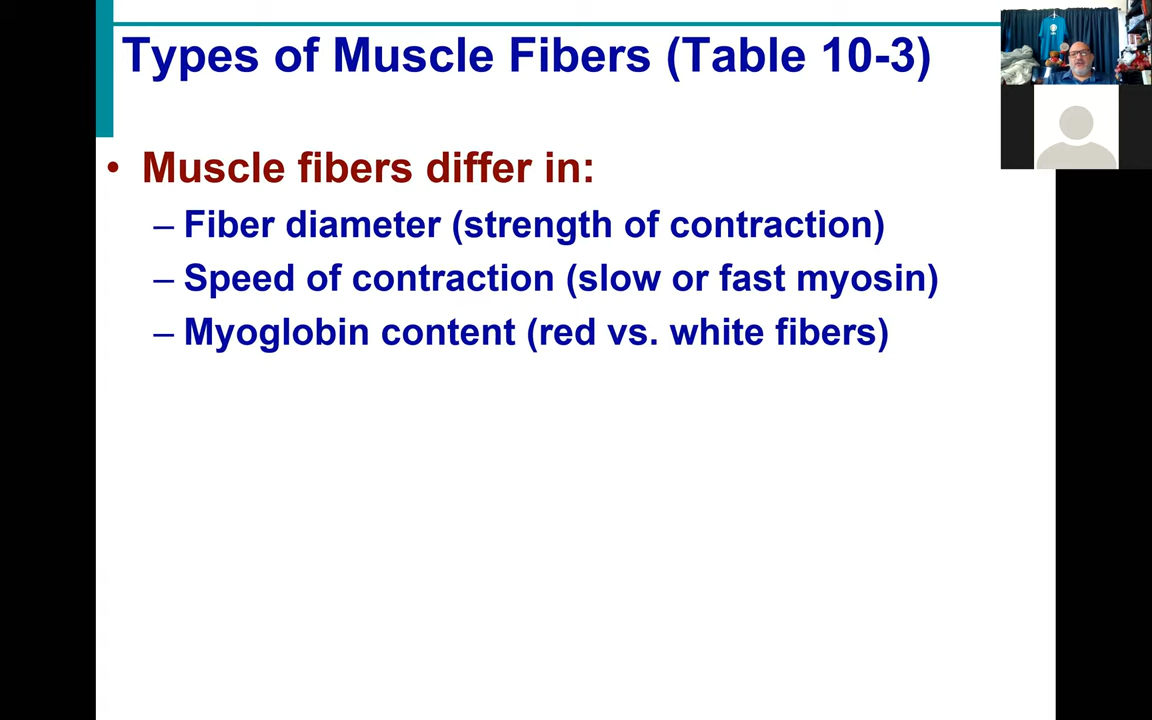 Types of Muscle Fibers (Table 10-3)
• Muscle fibers differ in:
– Fiber diameter (strength of contraction)
– Speed of contraction (slow or fast myosin)
– Myoglobin content (red vs. white fibers)